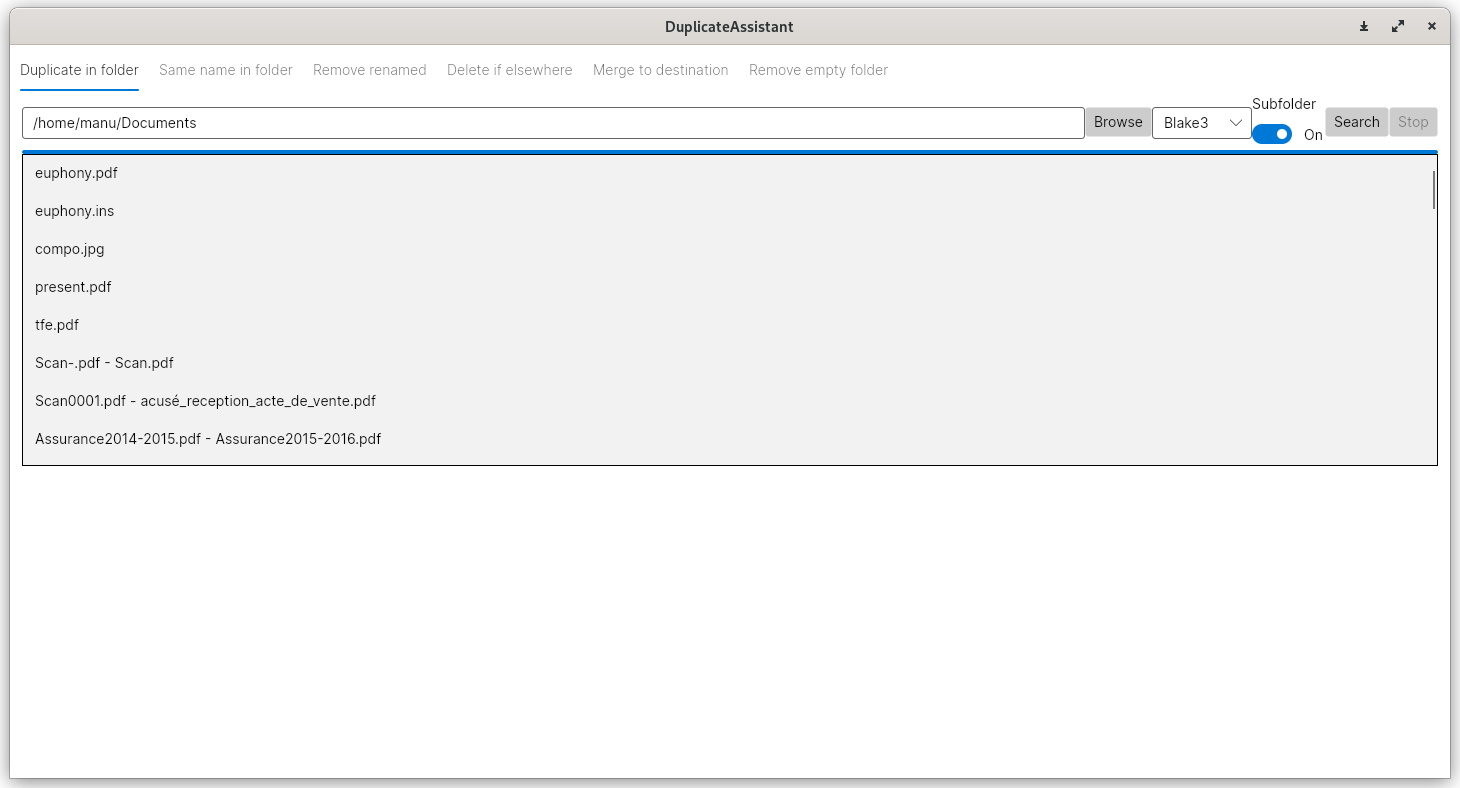 DuplicateAssistant
Duplicate in folder Same name in folder Remove renamed Delete if elsewhere Merge to destination Remove empty folder
/home/manu/Documents Browse Blake3 Subfolder On Search Stop
euphony.pdf
euphony.ins
compo.jpg
present.pdf
tfe.pdf
Scan-.pdf - Scan.pdf
Scan0001.pdf - acusé_reception_acte_de_vente.pdf
Assurance2014-2015.pdf - Assurance2015-2016.pdf